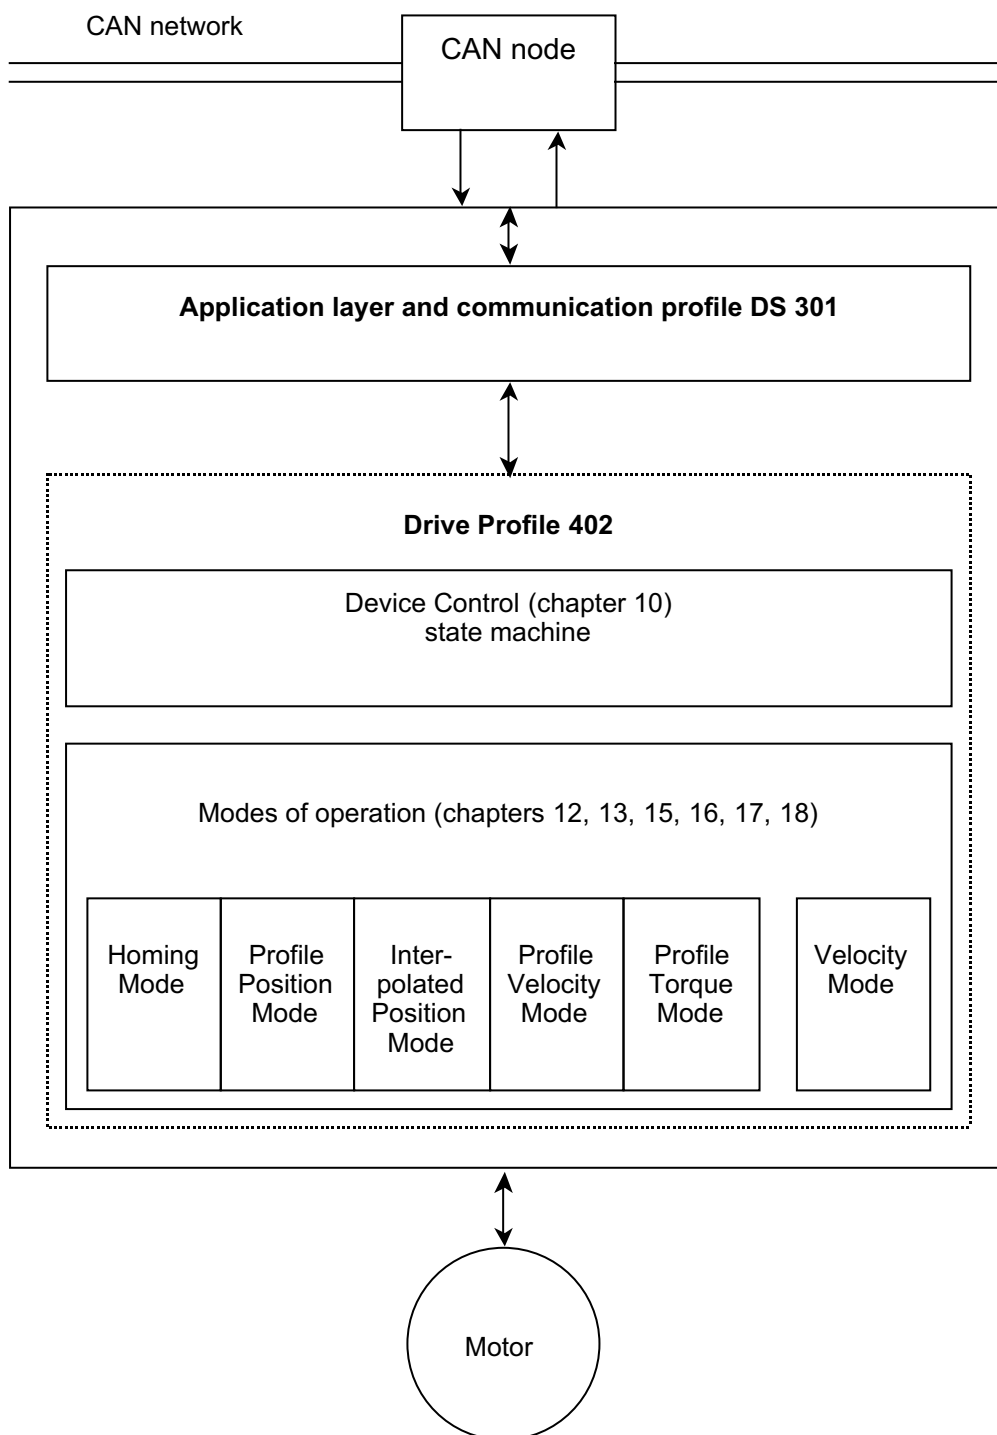 CAN network
CAN node
Application layer and communication profile DS 301
Drive Profile 402
Device Control (chapter 10)
state machine
Modes of operation (chapters 12, 13, 15, 16, 17, 18)
Homing
Mode
Profile
Position
Mode
Inter-
polated
Position
Mode
Profile
Velocity
Mode
Profile
Torque
Mode
Velocity
Mode
Motor